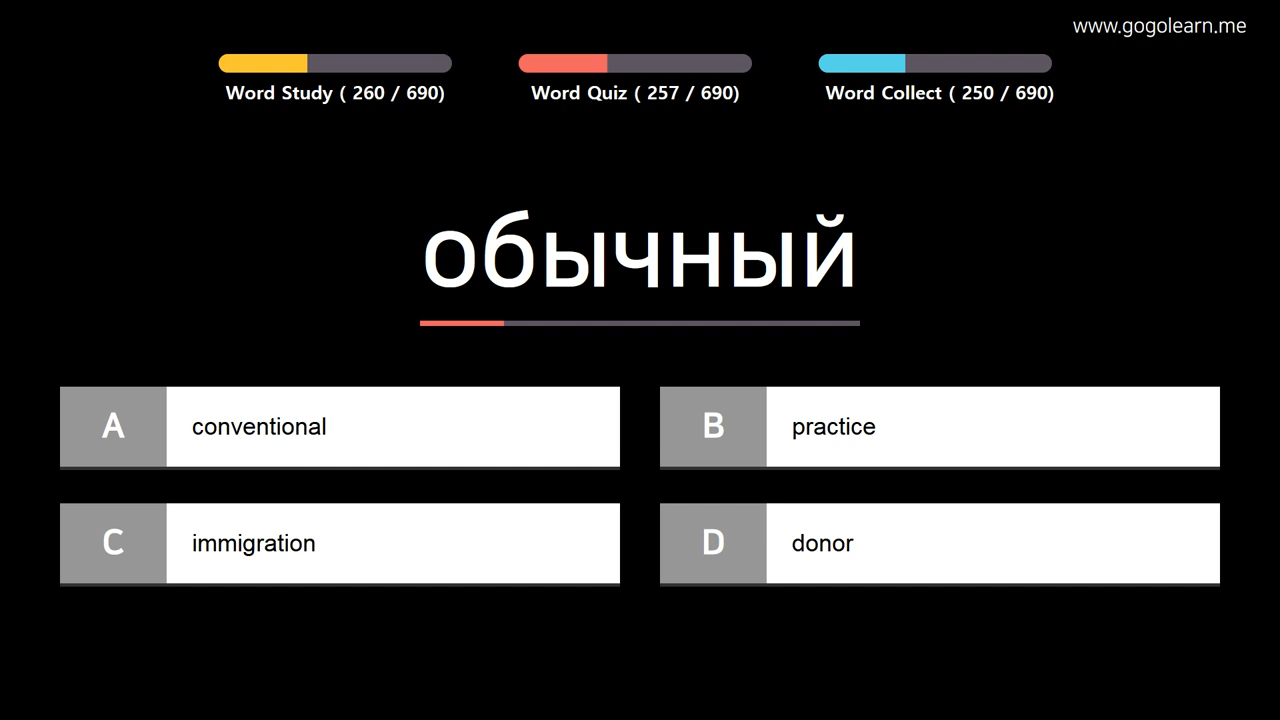 www.gogolearn.me
Word Study ( 260 / 690)
Word Quiz ( 257 / 690)
Word Collect ( 250 / 690)
обычный
A conventional
B practice
C immigration
D donor